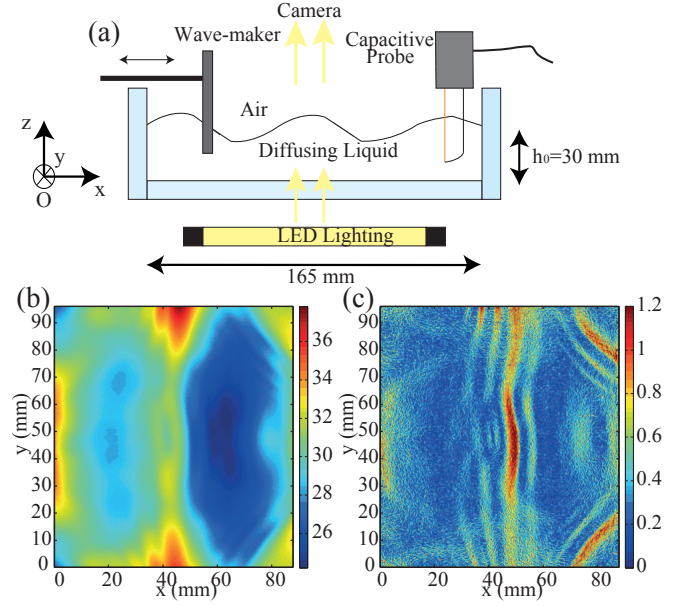 Camera
(a)
Wave-maker
Capacitive
Probe
Air
z
y
x
O
Diffusing Liquid
h₀=30 mm
LED Lighting
165 mm
(b)
(c)
90
80
70
60
50
40
30
20
10
0
y (mm)
0 20 40 60 80
x (mm)
36
34
32
30
28
26
90
80
70
60
50
40
30
20
10
0
y (mm)
0 20 40 60 80
x (mm)
1.2
1
0.8
0.6
0.4
0.2
0